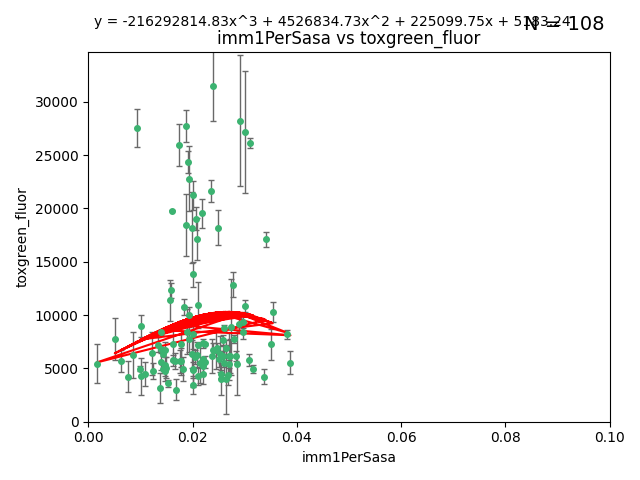 y = -216292814.83x^3 + 4526834.73x^2 + 225099.75x + 5183.24
N = 108
imm1PerSasa vs toxgreen_fluor
30000
25000
20000
15000
10000
5000
0
toxgreen_fluor
0.00 0.02 0.04 0.06 0.08 0.10
imm1PerSasa